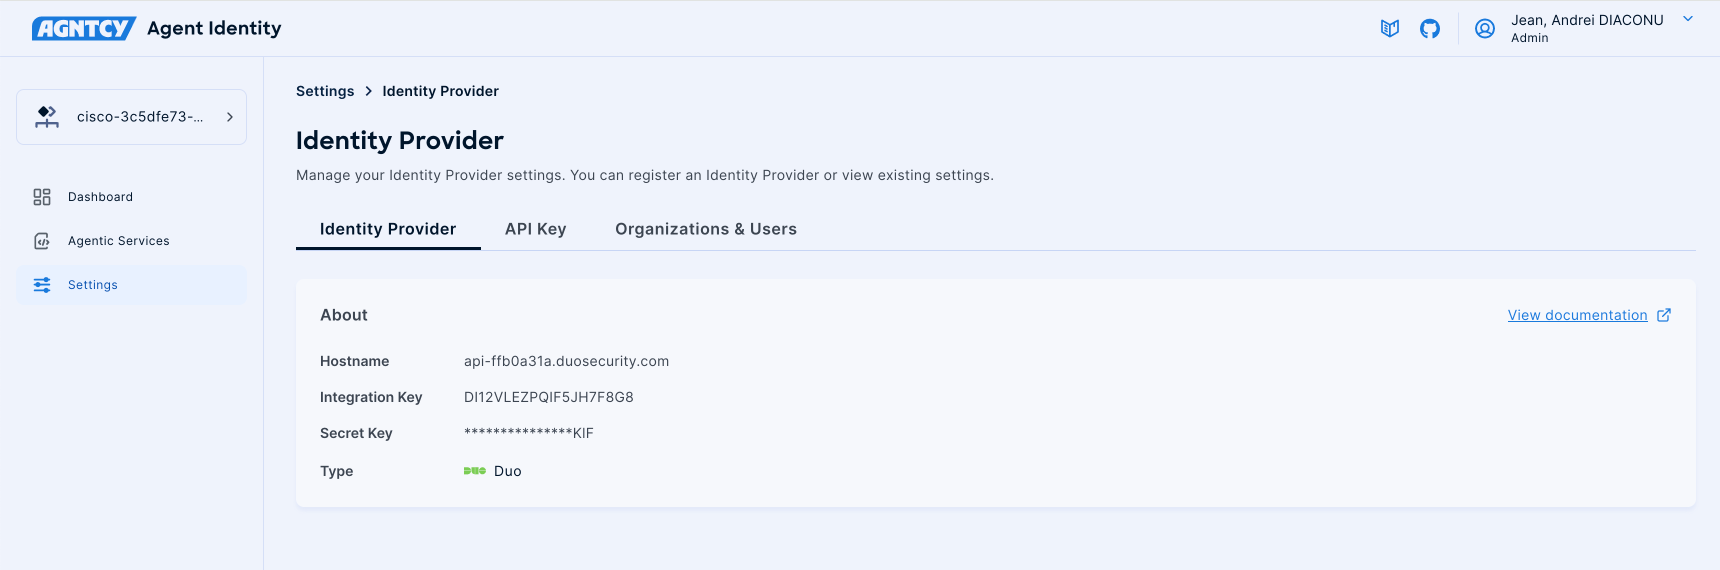 AGNTCY Agent Identity
Jean, Andrei DIACONU
Admin
cisco-3c5dfe73-...
Dashboard
Agentic Services
Settings
Settings > Identity Provider
Identity Provider
Manage your Identity Provider settings. You can register an Identity Provider or view existing settings.
Identity Provider API Key Organizations & Users
About View documentation
Hostname api-ffb0a31a.duosecurity.com
Integration Key DI12VLEZPQIF5JH7F8G8
Secret Key ***************KIF
Type DUO Duo